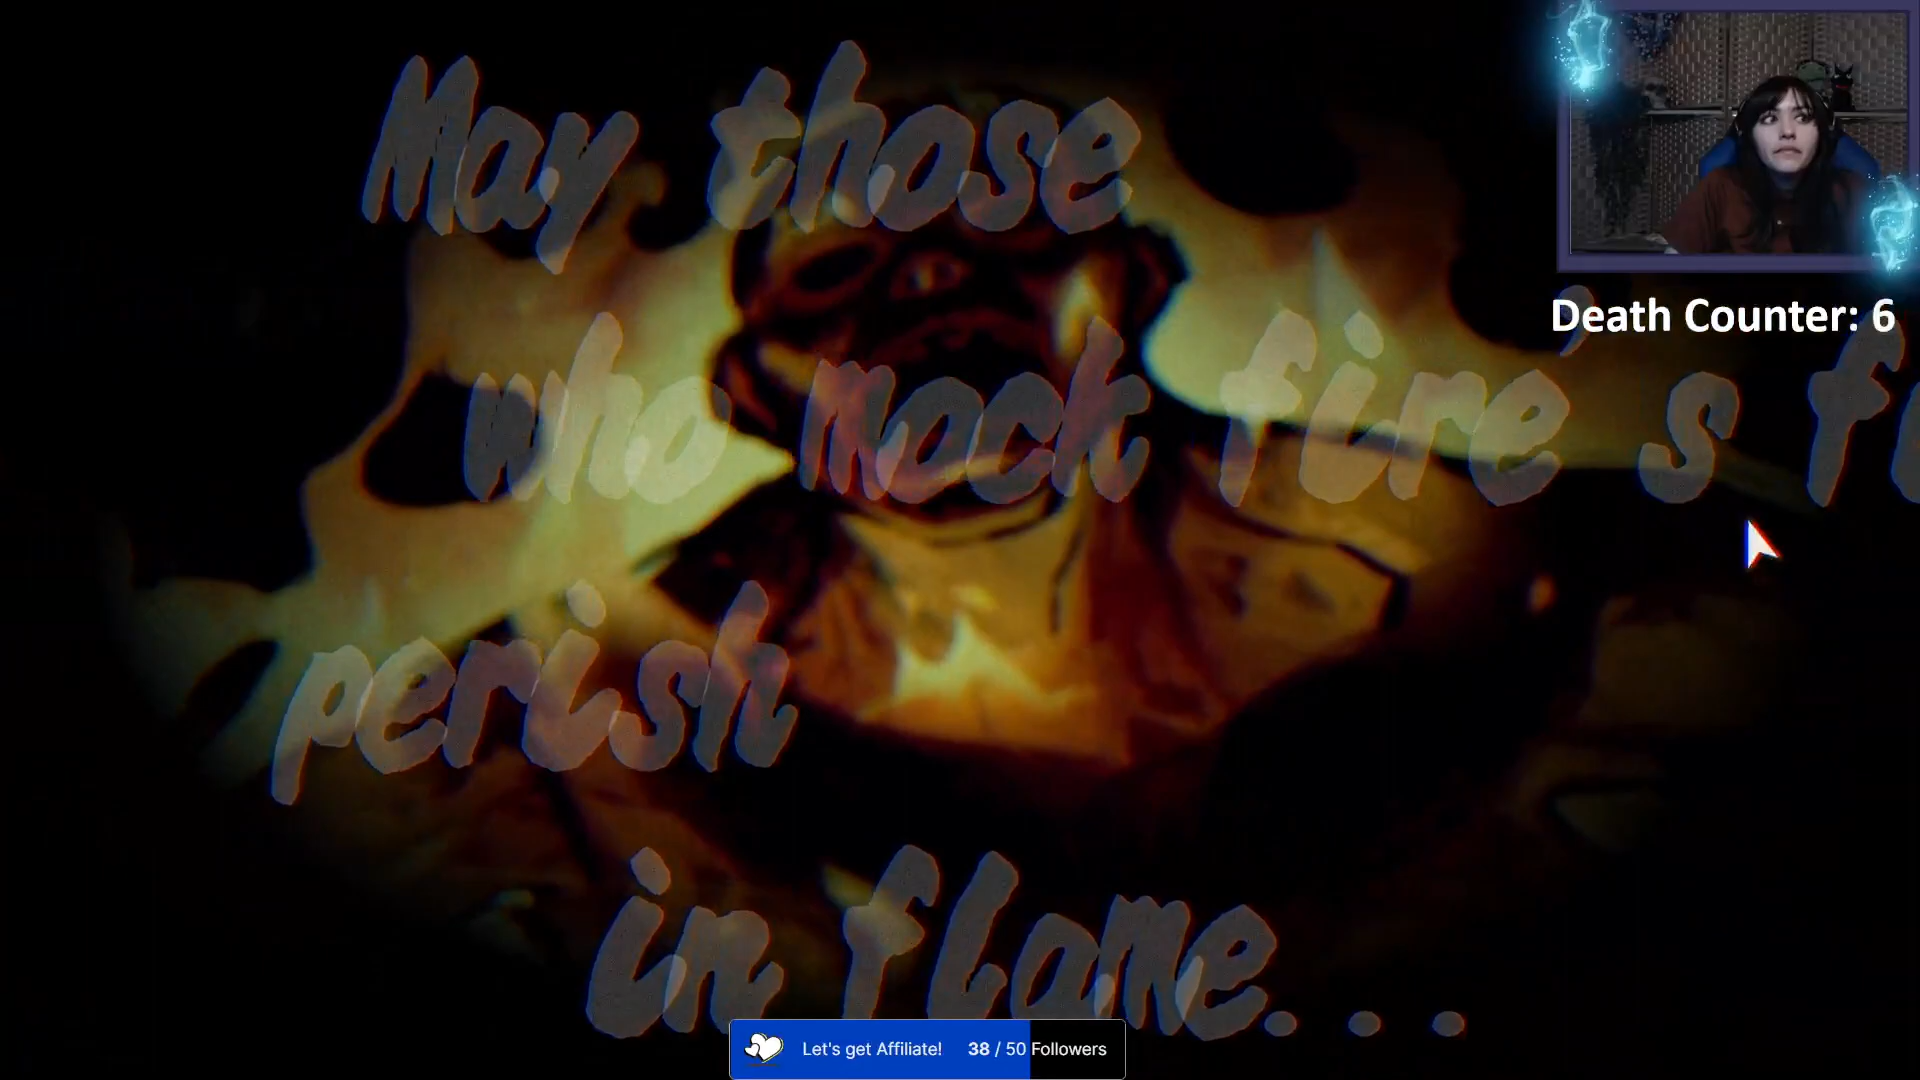 May those
Death Counter: 6
who mock fire's
perish
in flame...
Let's get Affiliate! 38 / 50 Followers